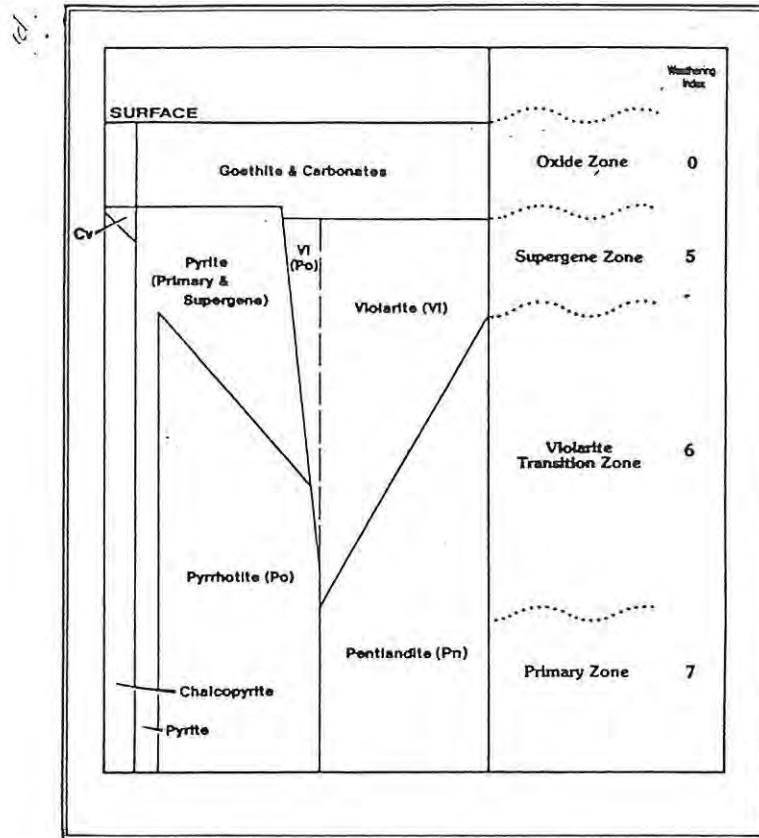 Weathering
Index
SURFACE
Goethite & Carbonates
Oxide Zone
0
Cv
Pyrite
(Primary &
Supergene)
Vl
(Po)
Violarite (Vl)
Supergene Zone
5
Violarite
Transition Zone
6
Pyrrhotite (Po)
Pentlandite (Pn)
Primary Zone
7
Chalcopyrite
Pyrite